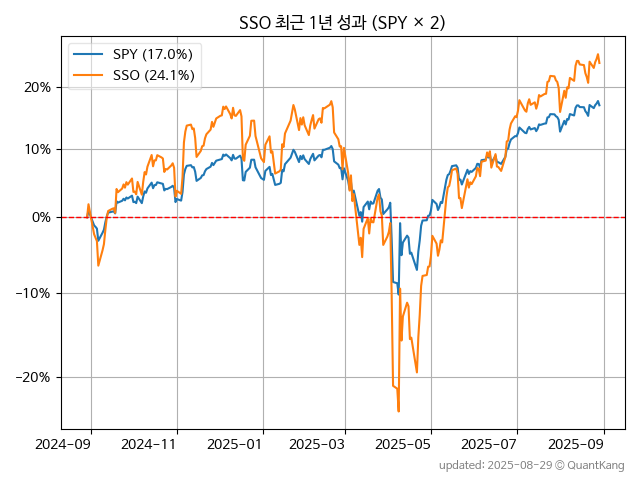 SSO 최근 1년 성과 (SPY × 2)
SPY (17.0%)
SSO (24.1%)
20%
10%
0%
−10%
−20%
2024-09 2024-11 2025-01 2025-03 2025-05 2025-07 2025-09
updated: 2025-08-29 © QuantKang